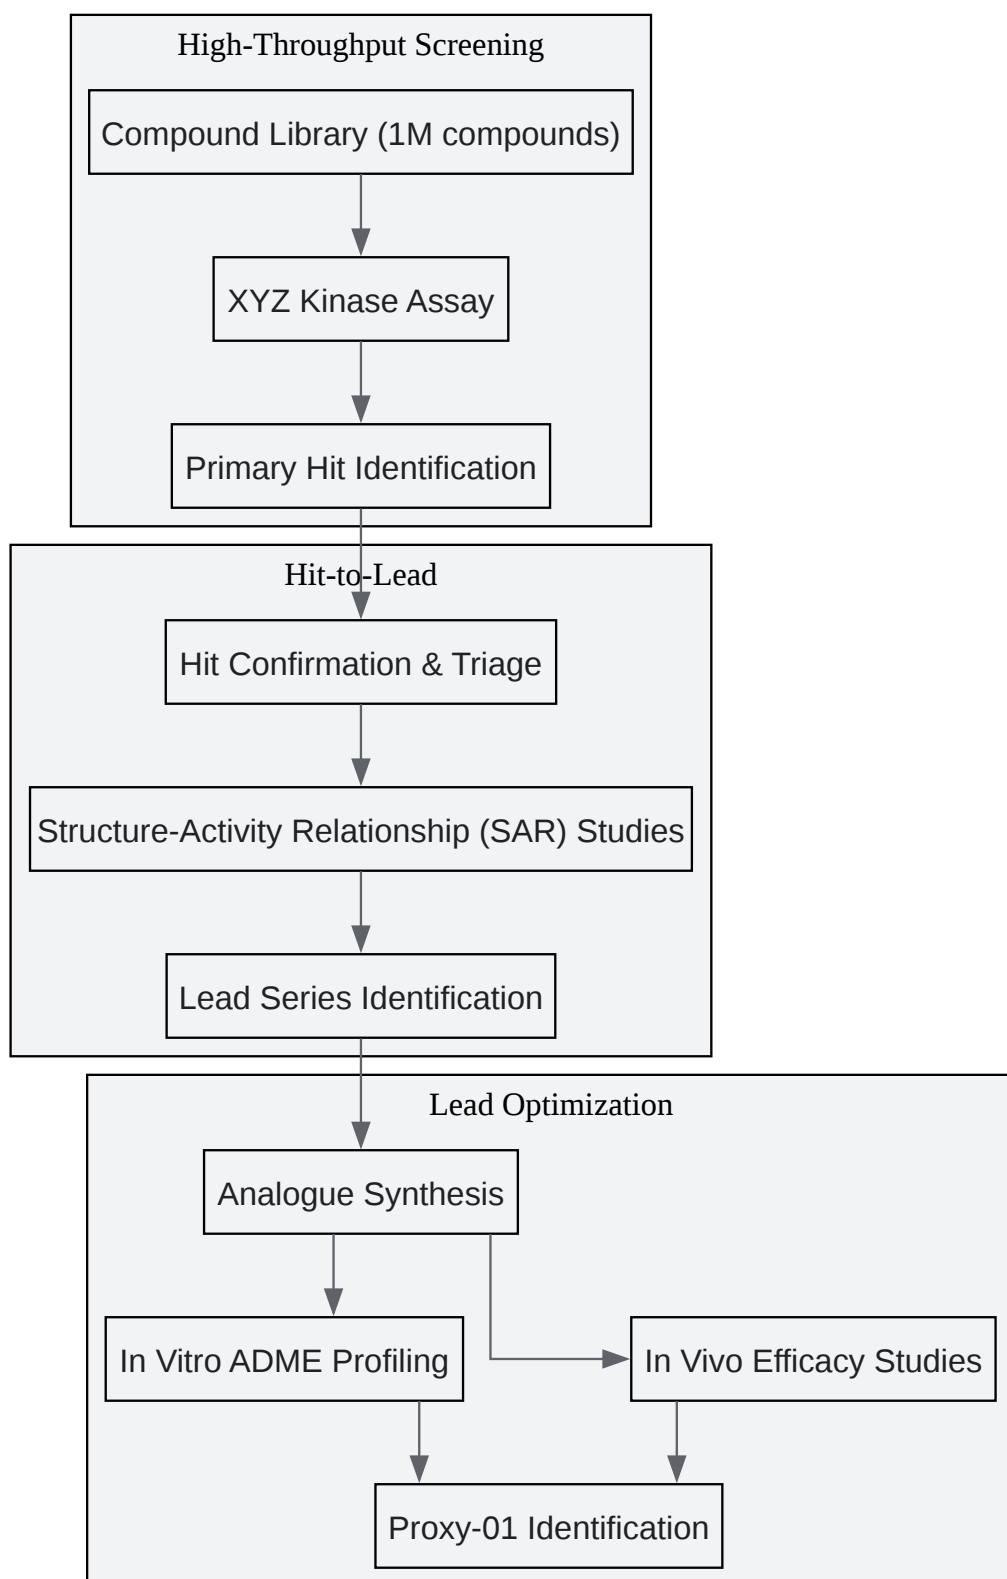 High-Throughput Screening
Compound Library (1M compounds)
XYZ Kinase Assay
Primary Hit Identification
Hit-to-Lead
Hit Confirmation & Triage
Structure-Activity Relationship (SAR) Studies
Lead Series Identification
Lead Optimization
Analogue Synthesis
In Vitro ADME Profiling
In Vivo Efficacy Studies
Proxy-01 Identification